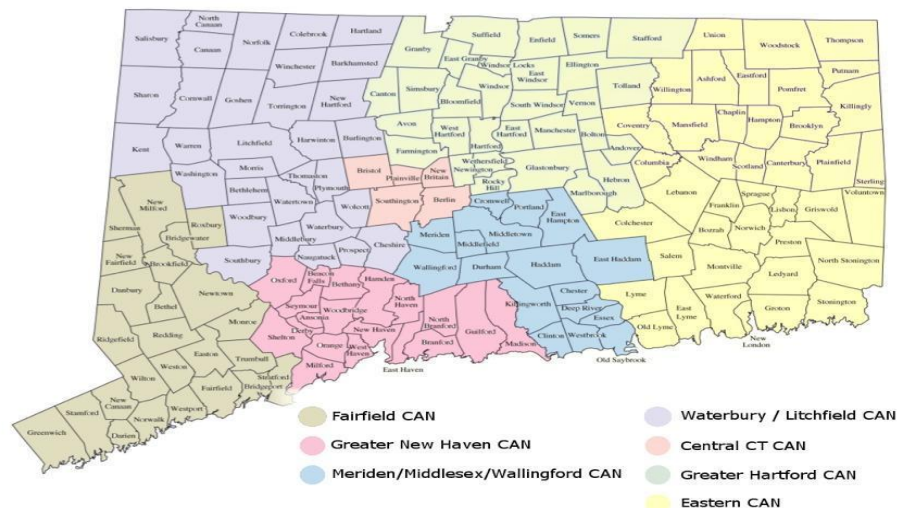 North
Canaan
Salisbury
Canaan
Norfolk
Colebrook
Hartland
Winchester
Barkhamsted
Sharon
Cornwall
Goshen
Torrington
New
Hartford
Kent
Warren
Litchfield
Harwinton
Burlington
Washington
Morris
Bethlehem
Thomaston
Plymouth
Watertown
Wolcott
Woodbury
Waterbury
Middlebury
Naugatuck
Prospect
Cheshire
Southbury
Granby
Suffield
East Granby
Windsor Locks
Enfield
Somers
Stafford
East
Windsor
Ellington
Canton
Simsbury
Windsor
Bloomfield
South Windsor
Vernon
Tolland
Avon
West
Hartford
Hartford
East
Hartford
Manchester
Bolton
Andover
Farmington
Wethersfield
Newington
Rocky
Hill
Glastonbury
Hebron
Marlborough
Union
Woodstock
Thompson
Willington
Ashford
Eastford
Pomfret
Putnam
Killingly
Coventry
Mansfield
Chaplin
Hampton
Brooklyn
Columbia
Windham
Scotland
Canterbury
Plainfield
Sterling
Lebanon
Franklin
Sprague
Lisbon
Griswold
Voluntown
Colchester
Bozrah
Norwich
Preston
Salem
Montville
Ledyard
North Stonington
Lyme
East
Lyme
Waterford
Groton
Stonington
Old Lyme
New
London
Bristol
Plainville
New
Britain
Southington
Berlin
Cromwell
Portland
East
Hampton
Meriden
Middletown
Middlefield
Wallingford
Durham
Haddam
East Haddam
Chester
Killingworth
Deep River
Essex
Clinton
Westbrook
Old Saybrook
New
Milford
Sherman
Roxbury
Bridgewater
New
Fairfield
Brookfield
Danbury
Bethel
Newtown
Ridgefield
Redding
Monroe
Easton
Trumbull
Weston
Wilton
Stratford
Bridgeport
Fairfield
Westport
New
Canaan
Norwalk
Stamford
Darien
Greenwich
Oxford
Beacon
Falls
Bethany
Hamden
Seymour
Woodbridge
North
Haven
Ansonia
Derby
Shelton
New Haven
Orange
West
Haven
Milford
North
Branford
Branford
Guilford
Madison
East Haven
Fairfield CAN
Greater New Haven CAN
Meriden/Middlesex/Wallingford CAN
Waterbury / Litchfield CAN
Central CT CAN
Greater Hartford CAN
Eastern CAN